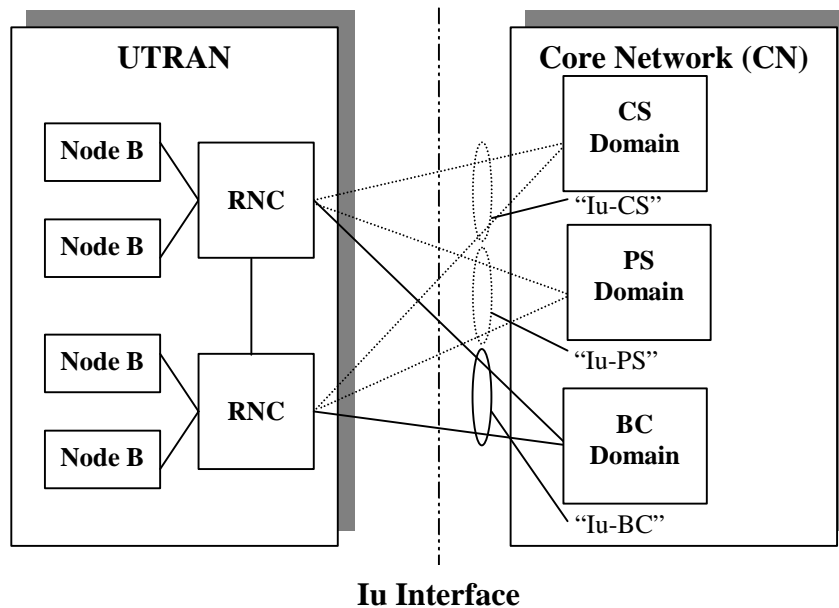 UTRAN
Node B
Node B
RNC
Node B
Node B
RNC
Core Network (CN)
CS
Domain
“Iu-CS”
PS
Domain
“Iu-PS”
BC
Domain
“Iu-BC”
Iu Interface